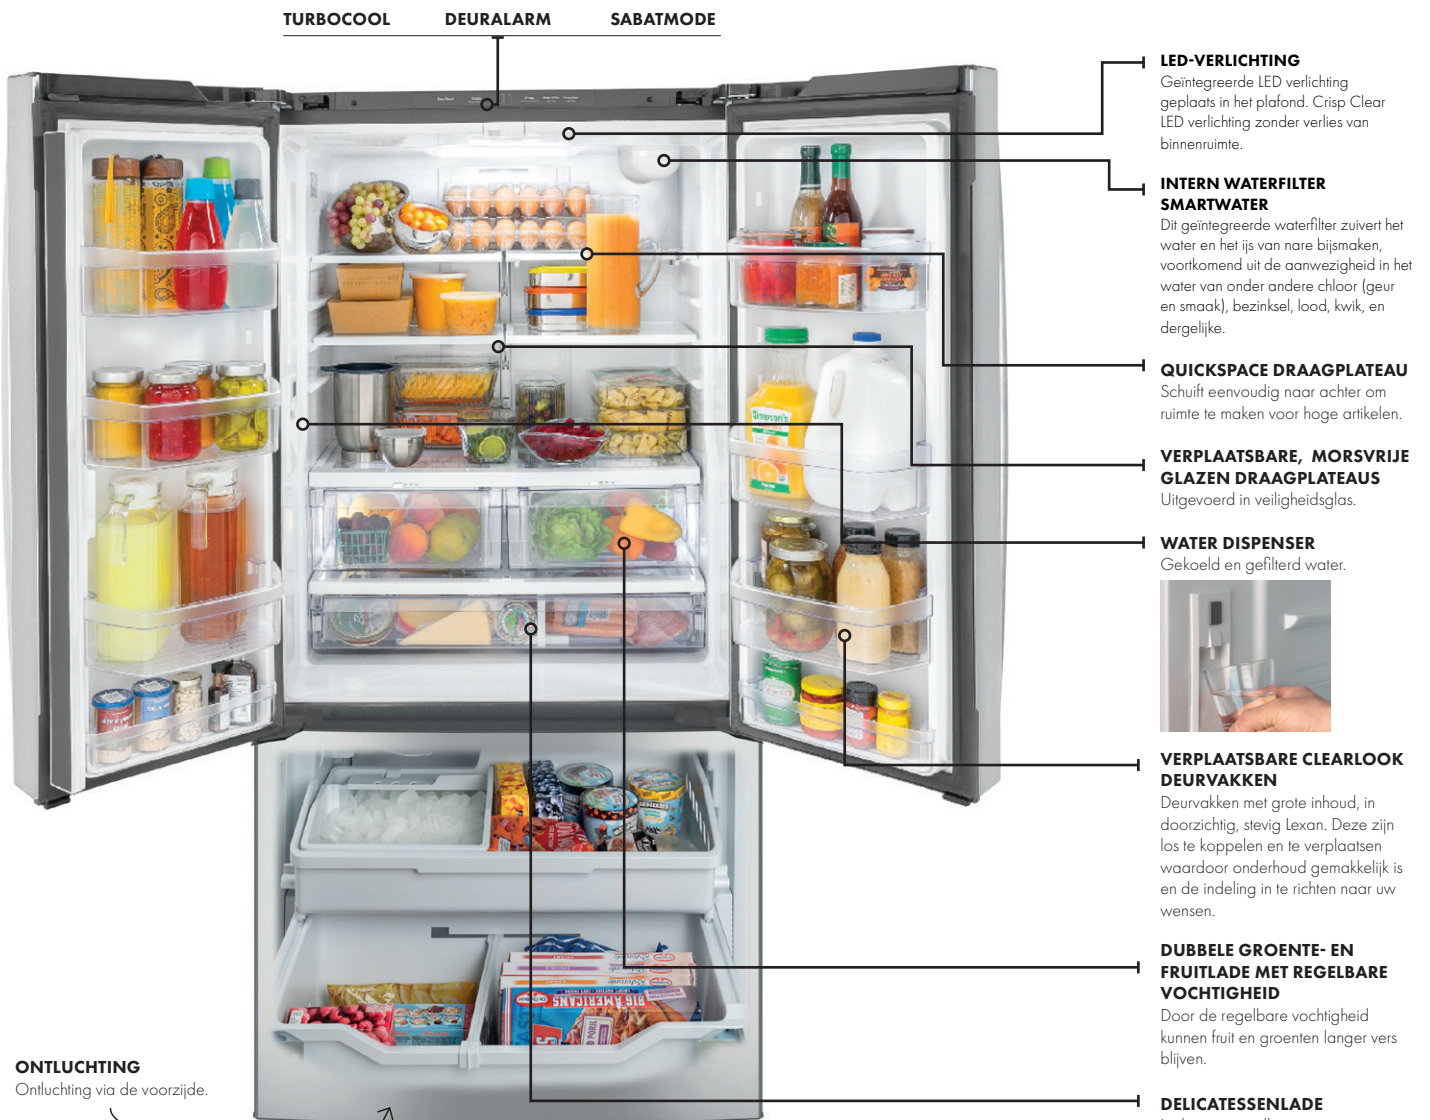 TURBOCOOL DEURALARM SABATMODE
LED-VERLICHTING
Geïntegreerde LED verlichting
geplaats in het plafond. Crisp Clear
LED verlichting zonder verlies van
binnenruimte.
INTERN WATERFILTER
SMARTWATER
Dit geïntegreerde waterfilter zuivert het
water en het ijs van nare bijsmaken,
voortkomend uit de aanwezigheid in het
water van onder andere chloor (geur
en smaak), bezinksel, lood, kwik, en
dergelijke.
QUICKSPACE DRAAGPLATEAU
Schuift eenvoudig naar achter om
ruimte te maken voor hoge artikelen.
VERPLAATSBARE, MORSVRIJE
GLAZEN DRAAGPLATEAUS
Uitgevoerd in veiligheidsglas.
WATER DISPENSER
Gekoeld en gefilterd water.
VERPLAATSBARE CLEARLOOK
DEURVAKKEN
Deurvakken met grote inhoud, in
doorzichtig, stevig Lexan. Deze zijn
los te koppelen en te verplaatsen
waardoor onderhoud gemakkelijk is
en de indeling in te richten naar uw
wensen.
DUBBELE GROENTE- EN
FRUITLADE MET REGELBARE
VOCHTIGHEID
Door de regelbare vochtigheid
kunnen fruit en groenten langer vers
blijven.
DELICATESSENLADE
ONTLUCHTING
Ontluchting via de voorzijde.
Simpson's
Ristorante
BIG AMERICANS